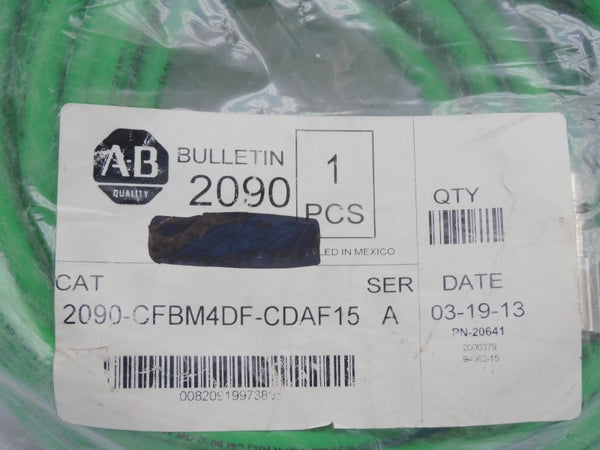 A-B
QUALITY
BULLETIN
2090
1
PCS
QTY
IN MEXICO
CAT
SER
DATE
2090-CFBM4DF-CDAF15
A
03-19-13
PN-20641
2000379